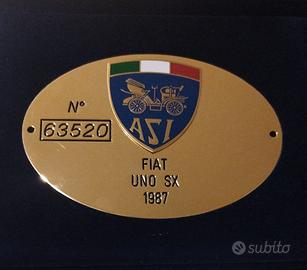 N°
63520
ASI
FIAT
UNO SX
1987
subito